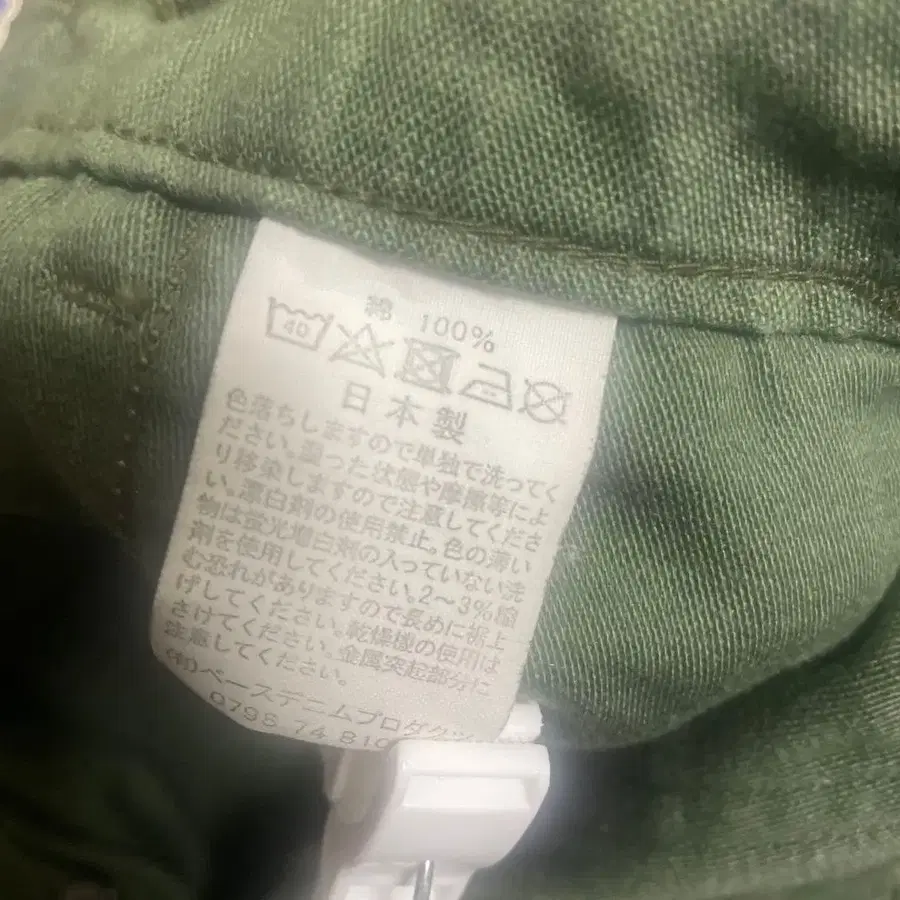 綿 100%
40
日本製
色落ちしますので単独で洗ってく
ださい。湿った状態や摩擦等によ
り移染しますので注意してくださ
い。漂白剤の使用禁止。色の薄い
物は蛍光増白剤の入っていない洗
剤を使用してください。2～3%縮
む恐れがありますので長めに裾上
げしてください。乾燥機の使用は
さけてください。金属突起部分に
注意してください。
(有)ベースデニムプロダクツ
0795 74 810